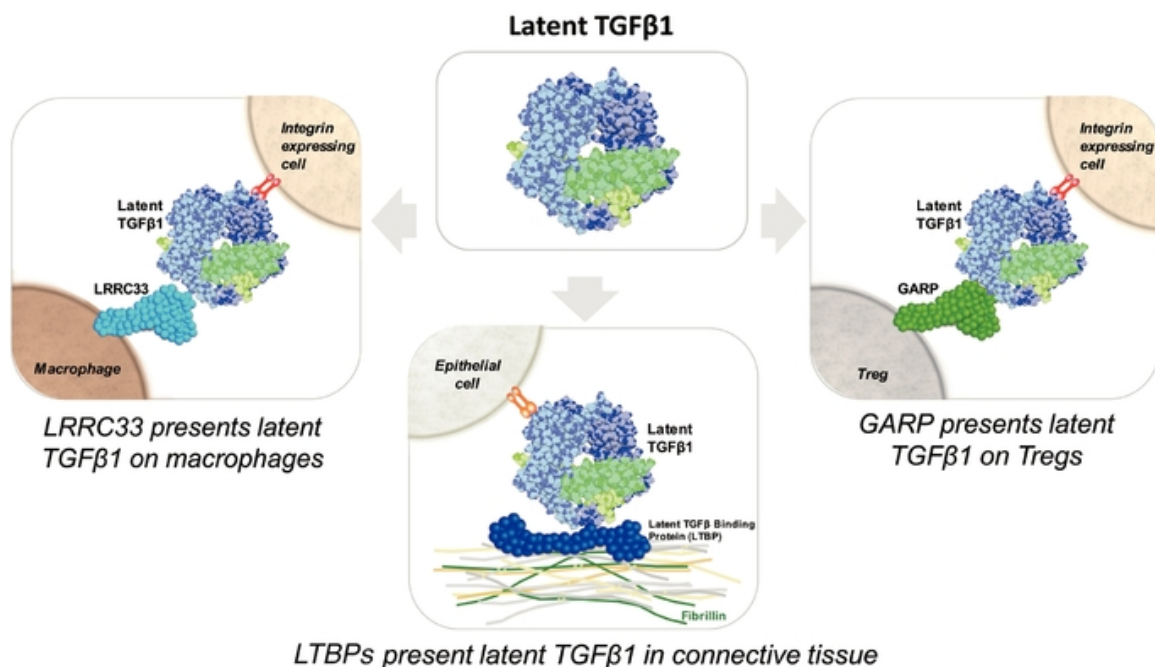 Latent TGFβ1
Integrin
expressing
cell
Latent
TGFβ1
LRRC33
Macrophage
LRRC33 presents latent
TGFβ1 on macrophages
Epithelial
cell
Latent
TGFβ1
Latent TGFβ Binding
Protein (LTBP)
Fibrillin
LTBPs present latent TGFβ1 in connective tissue
Integrin
expressing
cell
Latent
TGFβ1
GARP
Treg
GARP presents latent
TGFβ1 on Tregs